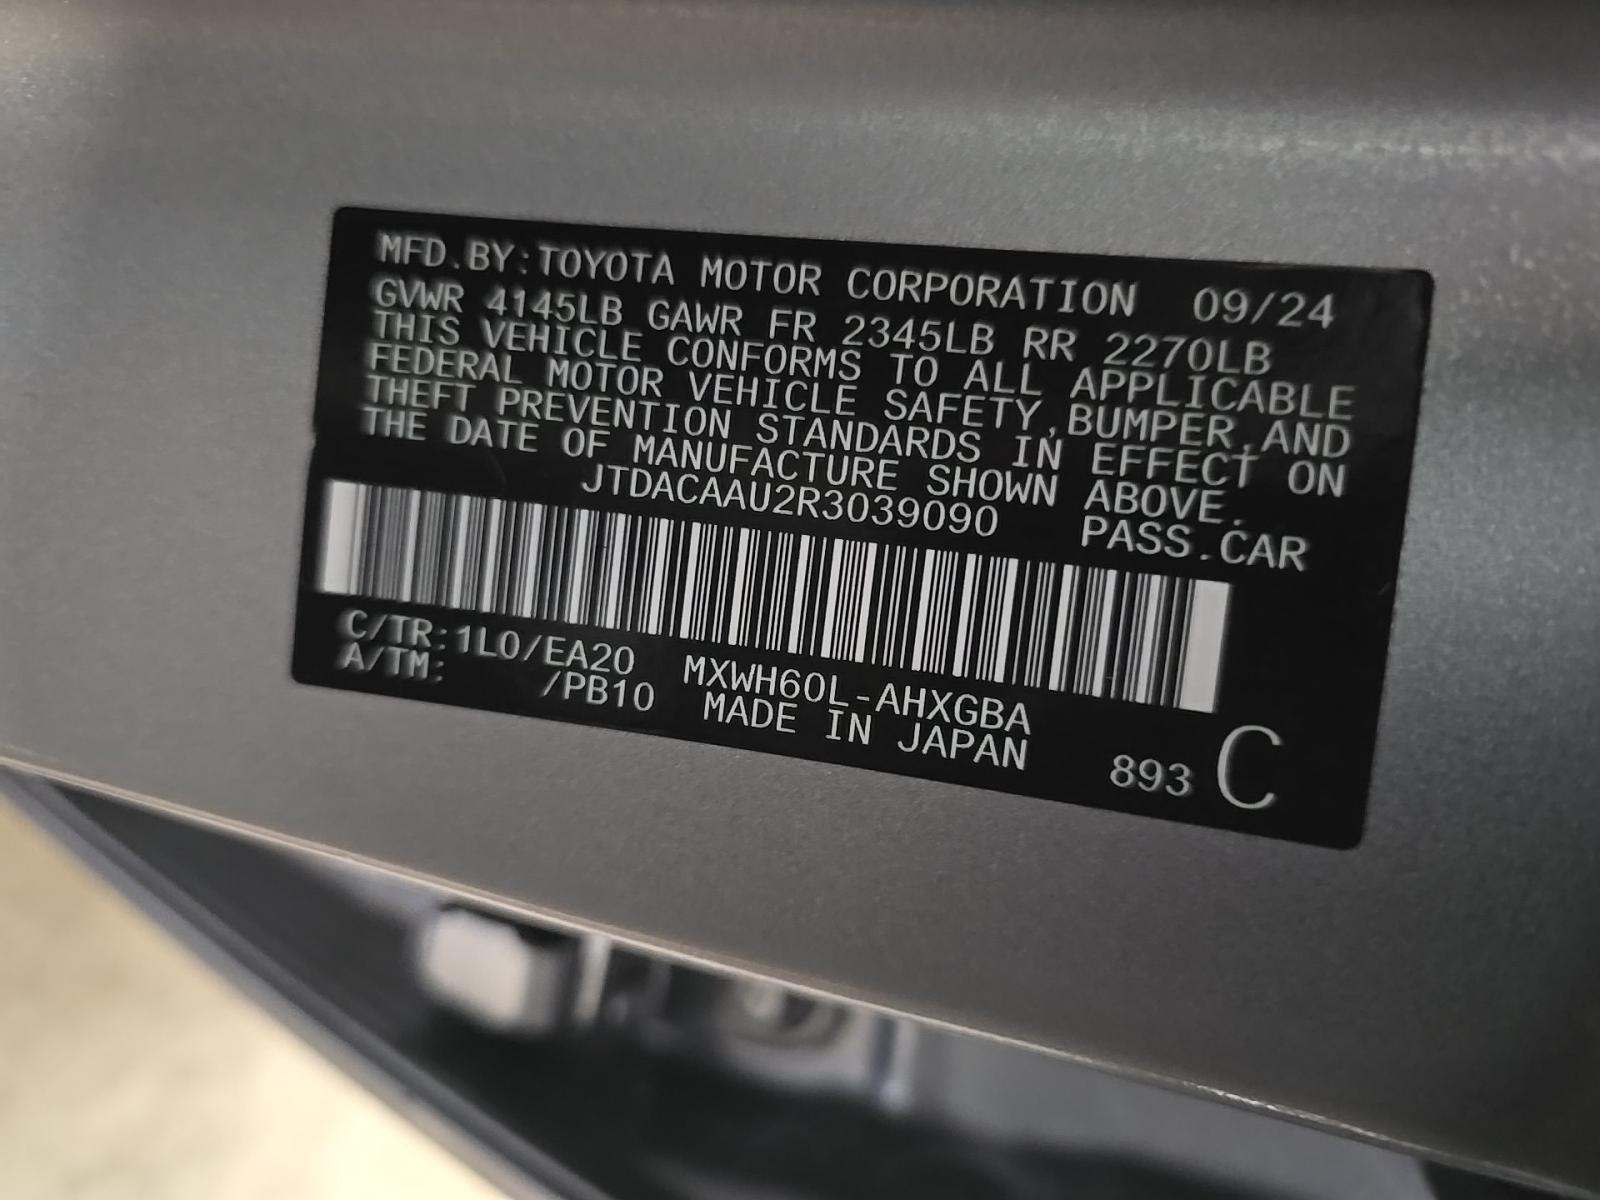 MFD.BY:TOYOTA MOTOR CORPORATION 09/24
GVWR 4145LB GAWR FR 2345LB RR 2270LB
THIS VEHICLE CONFORMS TO ALL APPLICABLE
FEDERAL MOTOR VEHICLE SAFETY,BUMPER,AND
THEFT PREVENTION STANDARDS IN EFFECT ON
THE DATE OF MANUFACTURE SHOWN ABOVE.
JTDACAAU2R3039090 PASS.CAR
C/TR:1L0/EA20 MXWH60L-AHXGBA
A/TM: /PB10 MADE IN JAPAN 893 C